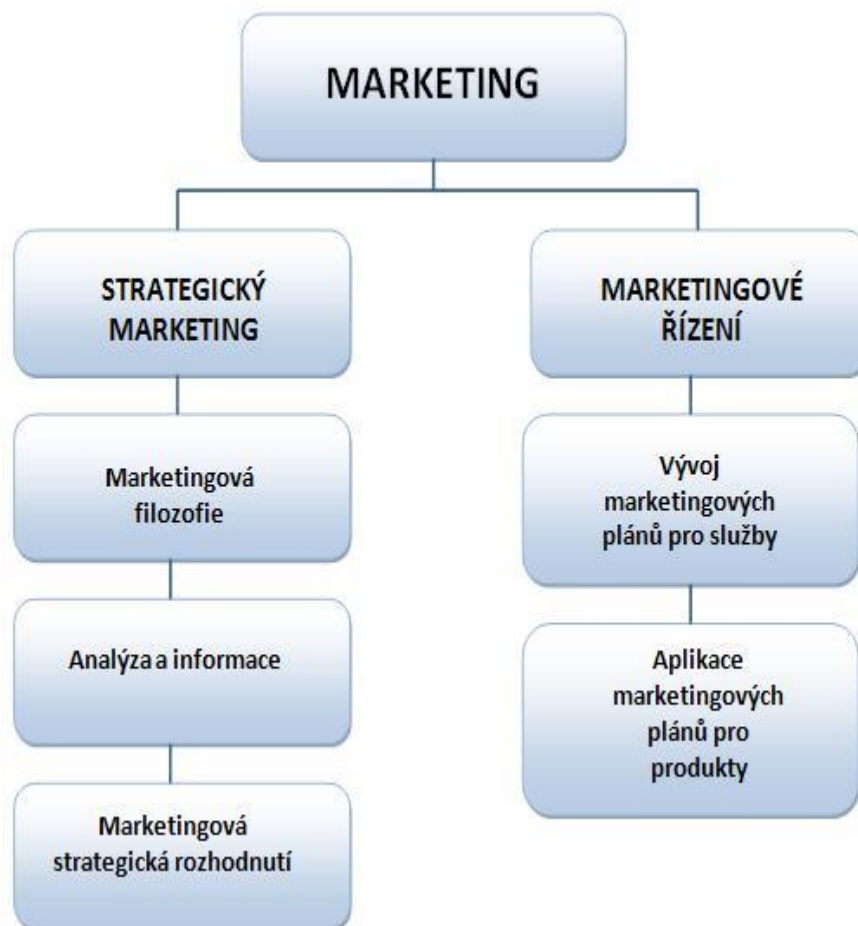 MARKETING
STRATEGICKÝ
MARKETING
MARKETINGOVÉ
ŘÍZENÍ
Marketingová
filozofie
Vývoj
marketingových
plánů pro služby
Analýza a informace
Aplikace
marketingových
plánů pro
produkty
Marketingová
strategická rozhodnutí